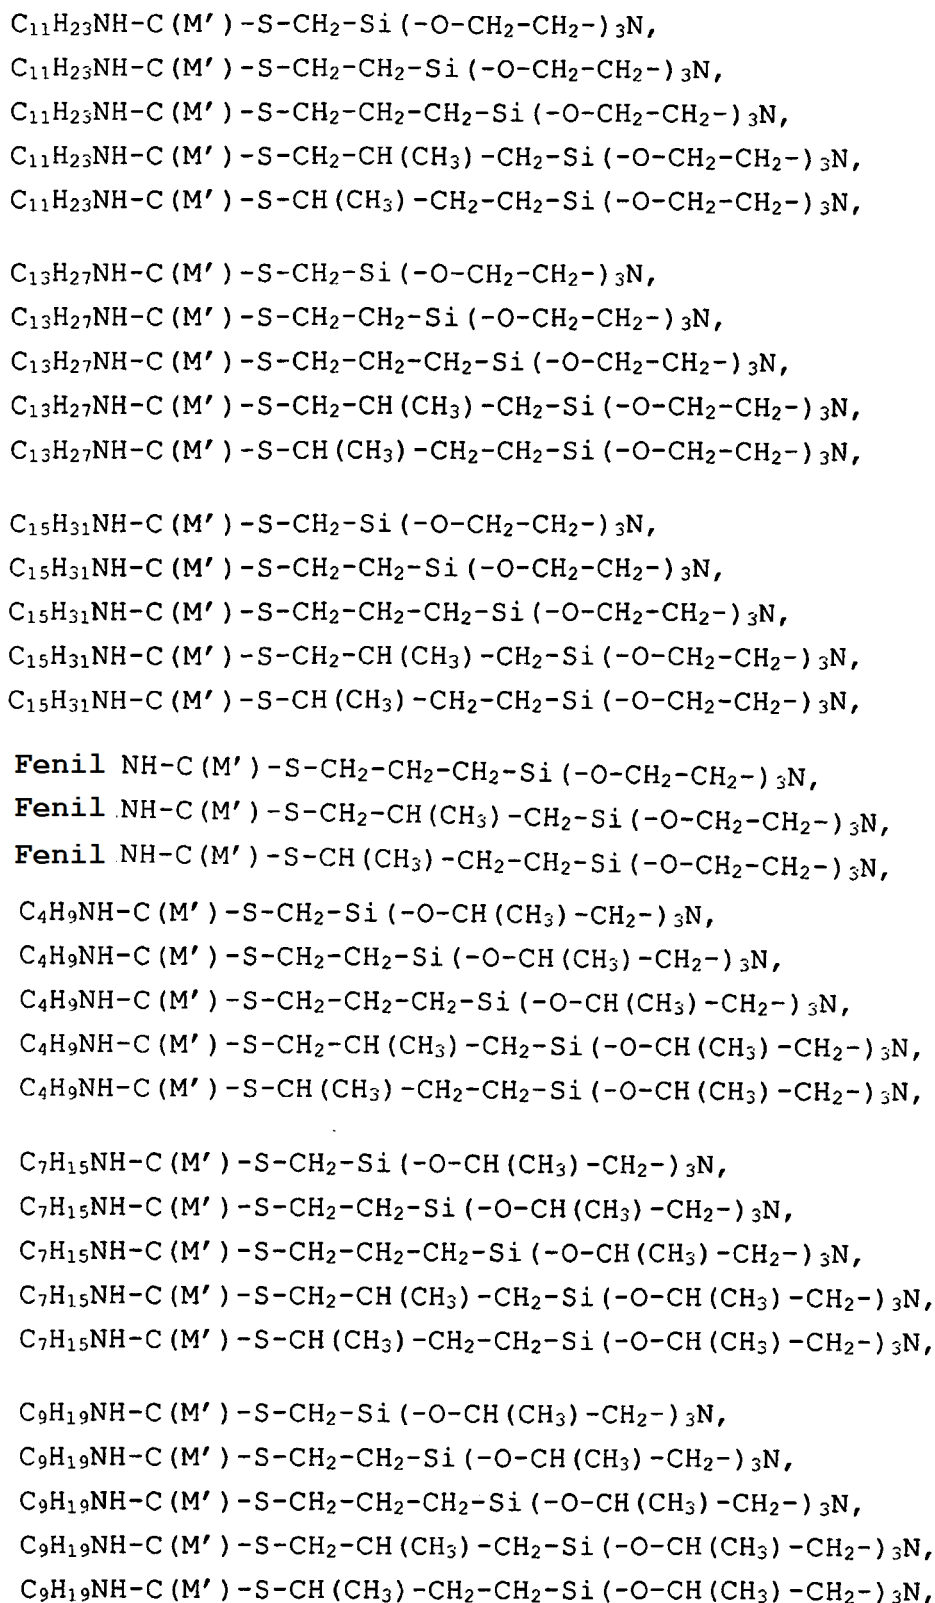 C₁₁H₂₃NH-C(M')-S-CH₂-Si(-O-CH₂-CH₂-)₃N,
C₁₁H₂₃NH-C(M')-S-CH₂-CH₂-Si(-O-CH₂-CH₂-)₃N,
C₁₁H₂₃NH-C(M')-S-CH₂-CH₂-CH₂-Si(-O-CH₂-CH₂-)₃N,
C₁₁H₂₃NH-C(M')-S-CH₂-CH(CH₃)-CH₂-Si(-O-CH₂-CH₂-)₃N,
C₁₁H₂₃NH-C(M')-S-CH(CH₃)-CH₂-CH₂-Si(-O-CH₂-CH₂-)₃N,
C₁₃H₂₇NH-C(M')-S-CH₂-Si(-O-CH₂-CH₂-)₃N,
C₁₃H₂₇NH-C(M')-S-CH₂-CH₂-Si(-O-CH₂-CH₂-)₃N,
C₁₃H₂₇NH-C(M')-S-CH₂-CH₂-CH₂-Si(-O-CH₂-CH₂-)₃N,
C₁₃H₂₇NH-C(M')-S-CH₂-CH(CH₃)-CH₂-Si(-O-CH₂-CH₂-)₃N,
C₁₃H₂₇NH-C(M')-S-CH(CH₃)-CH₂-CH₂-Si(-O-CH₂-CH₂-)₃N,
C₁₅H₃₁NH-C(M')-S-CH₂-Si(-O-CH₂-CH₂-)₃N,
C₁₅H₃₁NH-C(M')-S-CH₂-CH₂-Si(-O-CH₂-CH₂-)₃N,
C₁₅H₃₁NH-C(M')-S-CH₂-CH₂-CH₂-Si(-O-CH₂-CH₂-)₃N,
C₁₅H₃₁NH-C(M')-S-CH₂-CH(CH₃)-CH₂-Si(-O-CH₂-CH₂-)₃N,
C₁₅H₃₁NH-C(M')-S-CH(CH₃)-CH₂-CH₂-Si(-O-CH₂-CH₂-)₃N,
Fenil NH-C(M')-S-CH₂-CH₂-CH₂-Si(-O-CH₂-CH₂-)₃N,
Fenil NH-C(M')-S-CH₂-CH(CH₃)-CH₂-Si(-O-CH₂-CH₂-)₃N,
Fenil NH-C(M')-S-CH(CH₃)-CH₂-CH₂-Si(-O-CH₂-CH₂-)₃N,
C₄H₉NH-C(M')-S-CH₂-Si(-O-CH(CH₃)-CH₂-)₃N,
C₄H₉NH-C(M')-S-CH₂-CH₂-Si(-O-CH(CH₃)-CH₂-)₃N,
C₄H₉NH-C(M')-S-CH₂-CH₂-CH₂-Si(-O-CH(CH₃)-CH₂-)₃N,
C₄H₉NH-C(M')-S-CH₂-CH(CH₃)-CH₂-Si(-O-CH(CH₃)-CH₂-)₃N,
C₄H₉NH-C(M')-S-CH(CH₃)-CH₂-CH₂-Si(-O-CH(CH₃)-CH₂-)₃N,
C₇H₁₅NH-C(M')-S-CH₂-Si(-O-CH(CH₃)-CH₂-)₃N,
C₇H₁₅NH-C(M')-S-CH₂-CH₂-Si(-O-CH(CH₃)-CH₂-)₃N,
C₇H₁₅NH-C(M')-S-CH₂-CH₂-CH₂-Si(-O-CH(CH₃)-CH₂-)₃N,
C₇H₁₅NH-C(M')-S-CH₂-CH(CH₃)-CH₂-Si(-O-CH(CH₃)-CH₂-)₃N,
C₇H₁₅NH-C(M')-S-CH(CH₃)-CH₂-CH₂-Si(-O-CH(CH₃)-CH₂-)₃N,
C₉H₁₉NH-C(M')-S-CH₂-Si(-O-CH(CH₃)-CH₂-)₃N,
C₉H₁₉NH-C(M')-S-CH₂-CH₂-Si(-O-CH(CH₃)-CH₂-)₃N,
C₉H₁₉NH-C(M')-S-CH₂-CH₂-CH₂-Si(-O-CH(CH₃)-CH₂-)₃N,
C₉H₁₉NH-C(M')-S-CH₂-CH(CH₃)-CH₂-Si(-O-CH(CH₃)-CH₂-)₃N,
C₉H₁₉NH-C(M')-S-CH(CH₃)-CH₂-CH₂-Si(-O-CH(CH₃)-CH₂-)₃N,